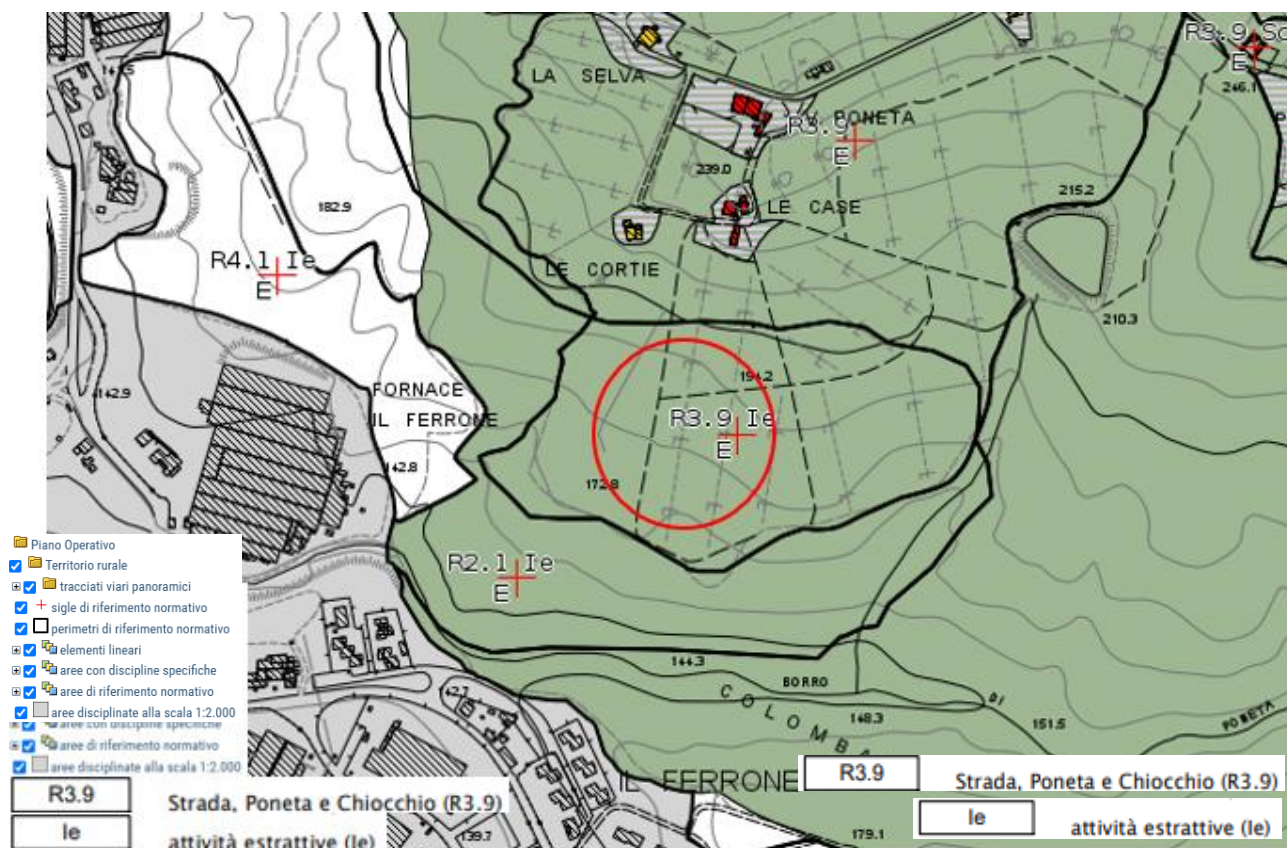 LA SELVA
R3.9 Sc
E
246.1
R3.9
PONETA
E
239.0
182.9
215.2
LE CASE
R4.1 Ie
E
LE CORTIE
210.3
142.9
FORNACE
IL FERRONE
194.2
R3.9 Ie
E
142.8
172.8
R2.1 Ie
E
Piano Operativo
Territorio rurale
tracciati viari panoramici
sigle di riferimento normativo
perimetri di riferimento normativo
elementi lineari
aree con discipline specifiche
aree di riferimento normativo
aree disciplinate alla scala 1:2.000
aree con discipline specifiche
aree di riferimento normativo
aree disciplinate alla scala 1:2.000
144.3
BORRO
DI
PONETA
COLOMBA
148.3
151.5
IL FERRONE
179.1
139.7
R3.9 Strada, Poneta e Chiocchio (R3.9)
Ie attività estrattive (Ie)
R3.9 Strada, Poneta e Chiocchio (R3.9)
Ie attività estrattive (Ie)